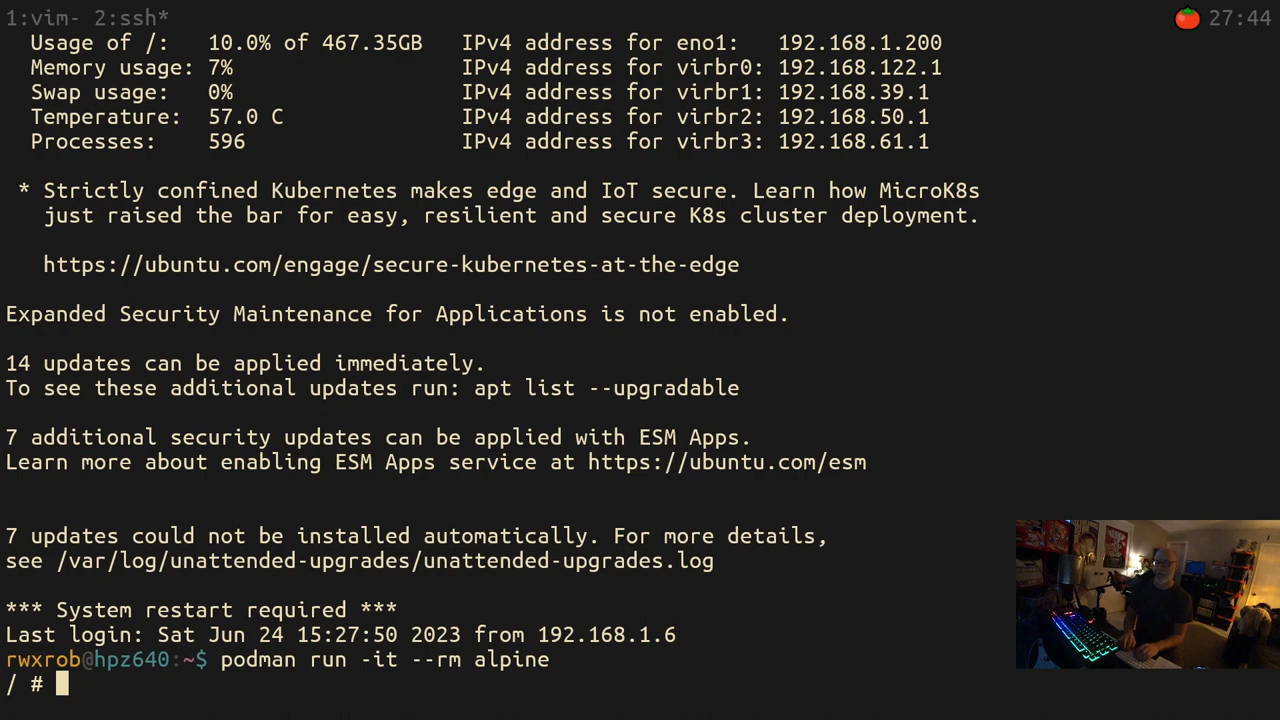 1:vim- 2:ssh* 🍅 27:44
Usage of /: 10.0% of 467.35GB IPv4 address for eno1: 192.168.1.200
Memory usage: 7% IPv4 address for virbr0: 192.168.122.1
Swap usage: 0% IPv4 address for virbr1: 192.168.39.1
Temperature: 57.0 C IPv4 address for virbr2: 192.168.50.1
Processes: 596 IPv4 address for virbr3: 192.168.61.1
* Strictly confined Kubernetes makes edge and IoT secure. Learn how MicroK8s
just raised the bar for easy, resilient and secure K8s cluster deployment.
https://ubuntu.com/engage/secure-kubernetes-at-the-edge
Expanded Security Maintenance for Applications is not enabled.
14 updates can be applied immediately.
To see these additional updates run: apt list --upgradable
7 additional security updates can be applied with ESM Apps.
Learn more about enabling ESM Apps service at https://ubuntu.com/esm
7 updates could not be installed automatically. For more details,
see /var/log/unattended-upgrades/unattended-upgrades.log
*** System restart required ***
Last login: Sat Jun 24 15:27:50 2023 from 192.168.1.6
rwxrob@hpz640:~$ podman run -it --rm alpine
/ #